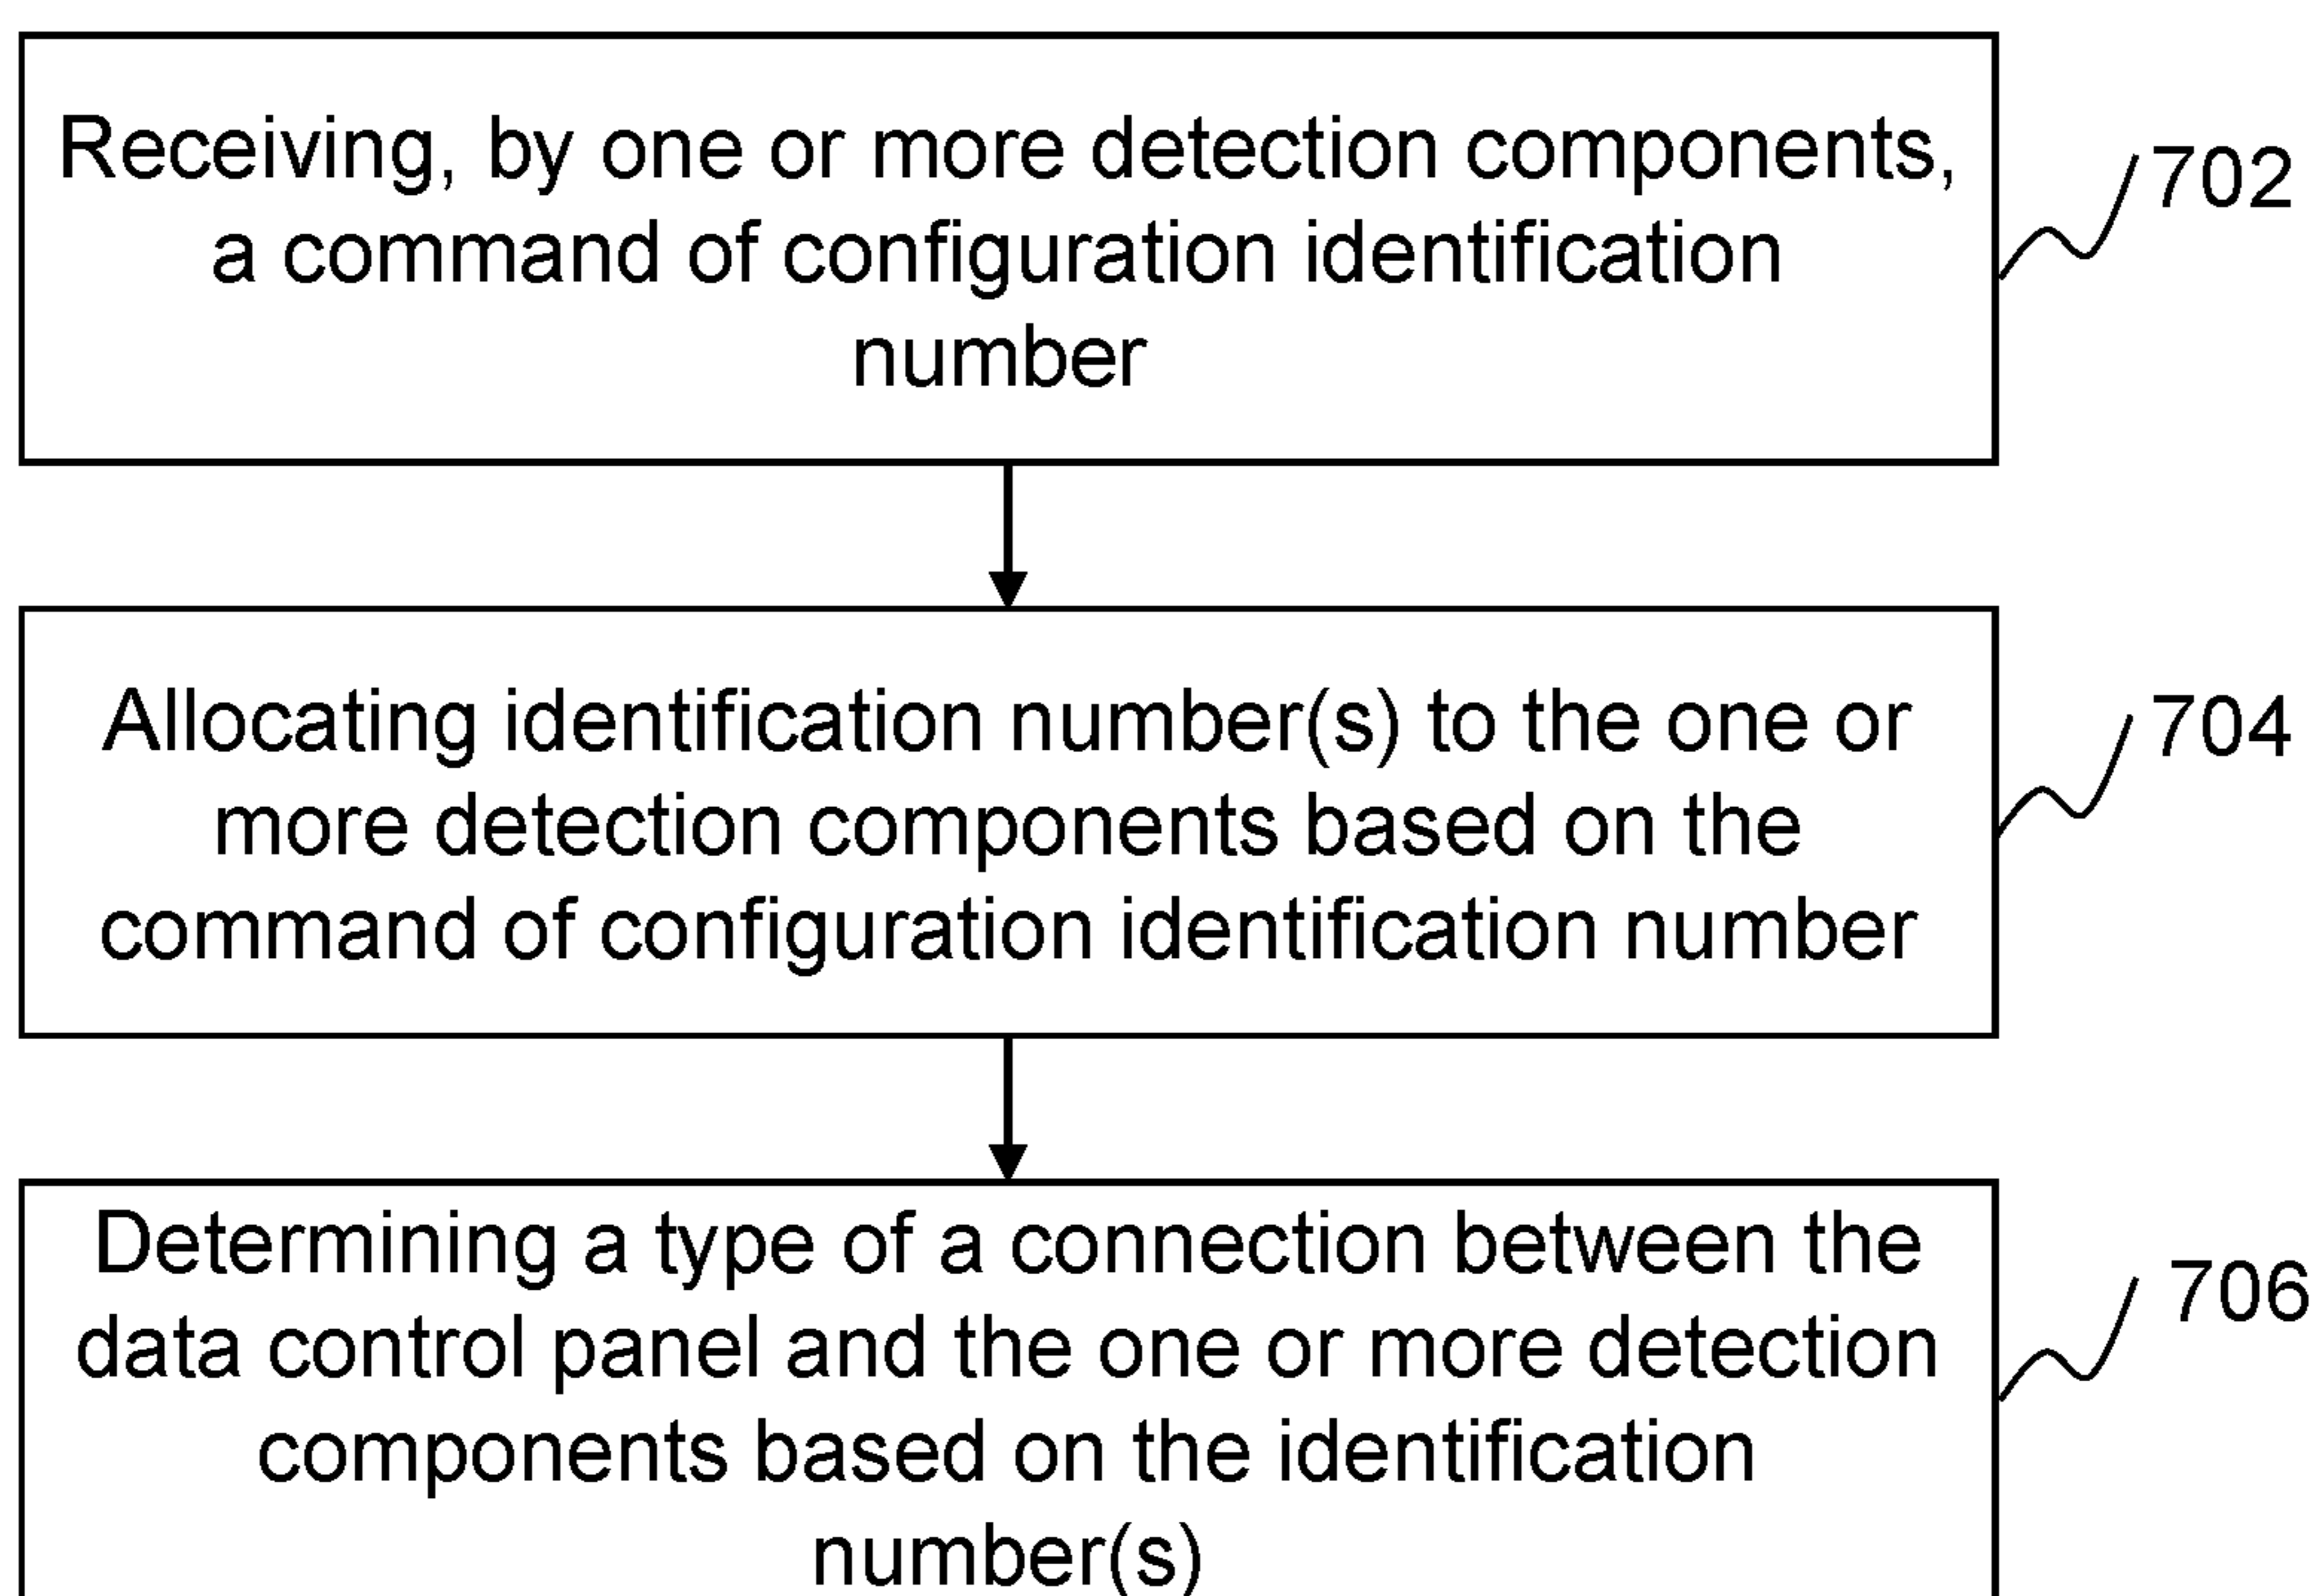 Receiving, by one or more detection components,
a command of configuration identification
number
702
Allocating identification number(s) to the one or
more detection components based on the
command of configuration identification number
704
Determining a type of a connection between the
data control panel and the one or more detection
components based on the identification
number(s)
706